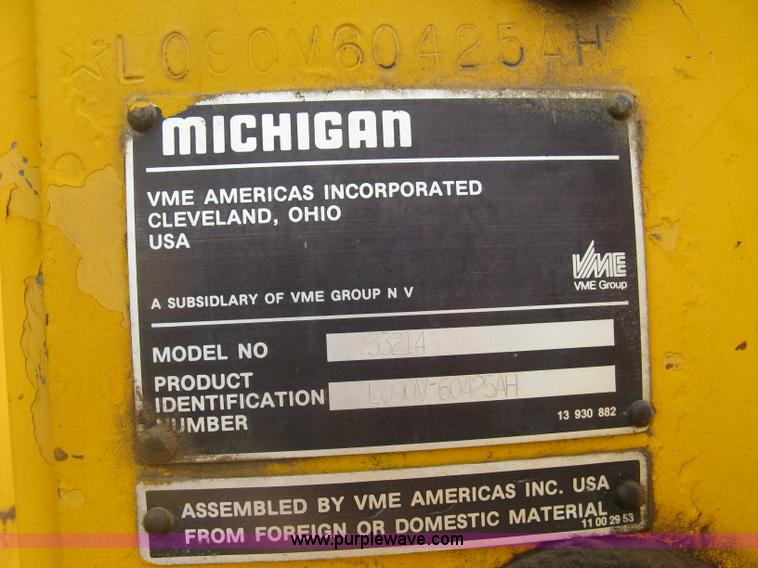 ☆L090V60425AH
MICHIGAN
VME AMERICAS INCORPORATED
CLEVELAND, OHIO
USA
VME
VME Group
A SUBSIDLARY OF VME GROUP N V
MODEL NO 33214
PRODUCT
IDENTIFICATION L090V-60425AH
NUMBER
13 930 882
ASSEMBLED BY VME AMERICAS INC. USA
FROM FOREIGN OR DOMESTIC MATERIAL
11 00 29 53
www.purplewave.com